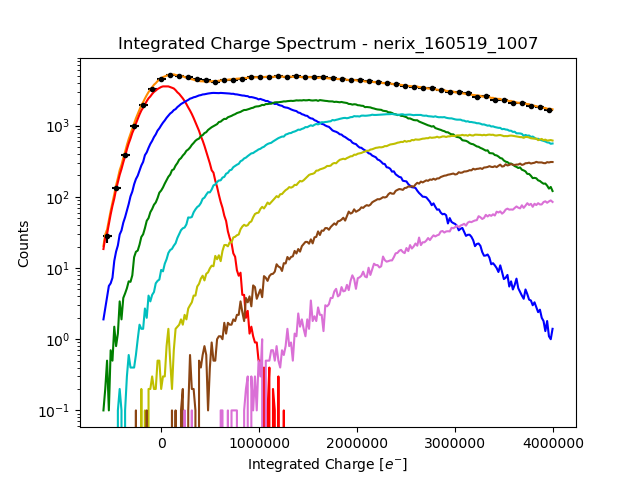 Integrated Charge Spectrum - nerix_160519_1007
Counts
10³
10²
10¹
10⁰
10⁻¹
0 1000000 2000000 3000000 4000000
Integrated Charge [e⁻]